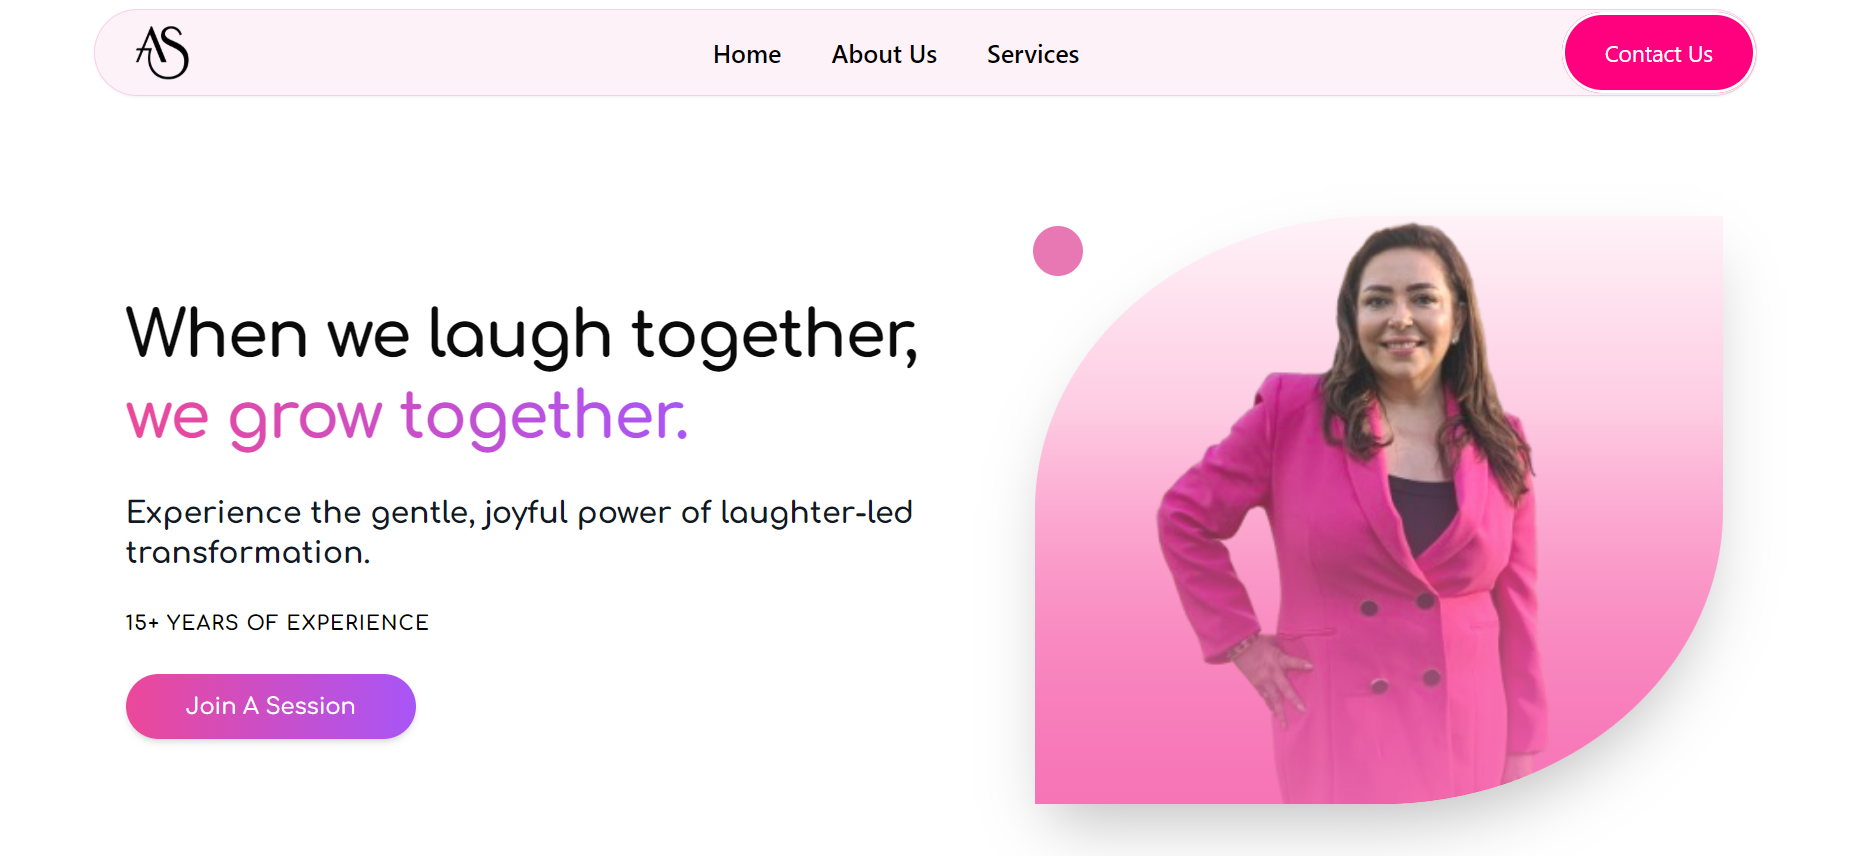 AS
Home About Us Services Contact Us
When we laugh together,
we grow together.
Experience the gentle, joyful power of laughter-led
transformation.
15+ YEARS OF EXPERIENCE
Join A Session